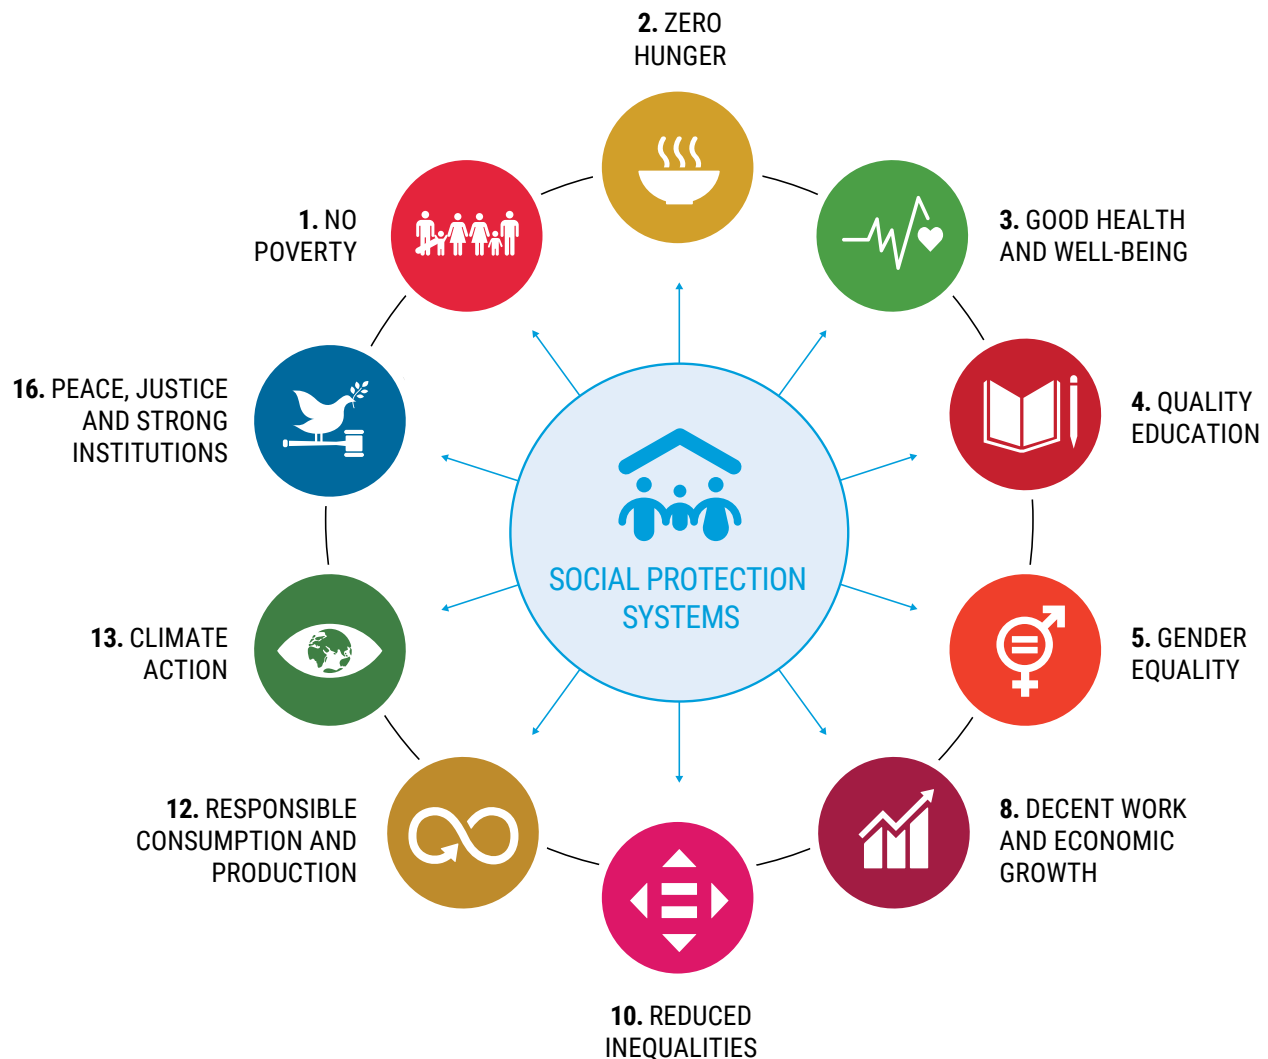 2. ZERO
HUNGER
1. NO
POVERTY
3. GOOD HEALTH
AND WELL-BEING
16. PEACE, JUSTICE
AND STRONG
INSTITUTIONS
4. QUALITY
EDUCATION
SOCIAL PROTECTION
SYSTEMS
13. CLIMATE
ACTION
5. GENDER
EQUALITY
12. RESPONSIBLE
CONSUMPTION AND
PRODUCTION
8. DECENT WORK
AND ECONOMIC
GROWTH
10. REDUCED
INEQUALITIES